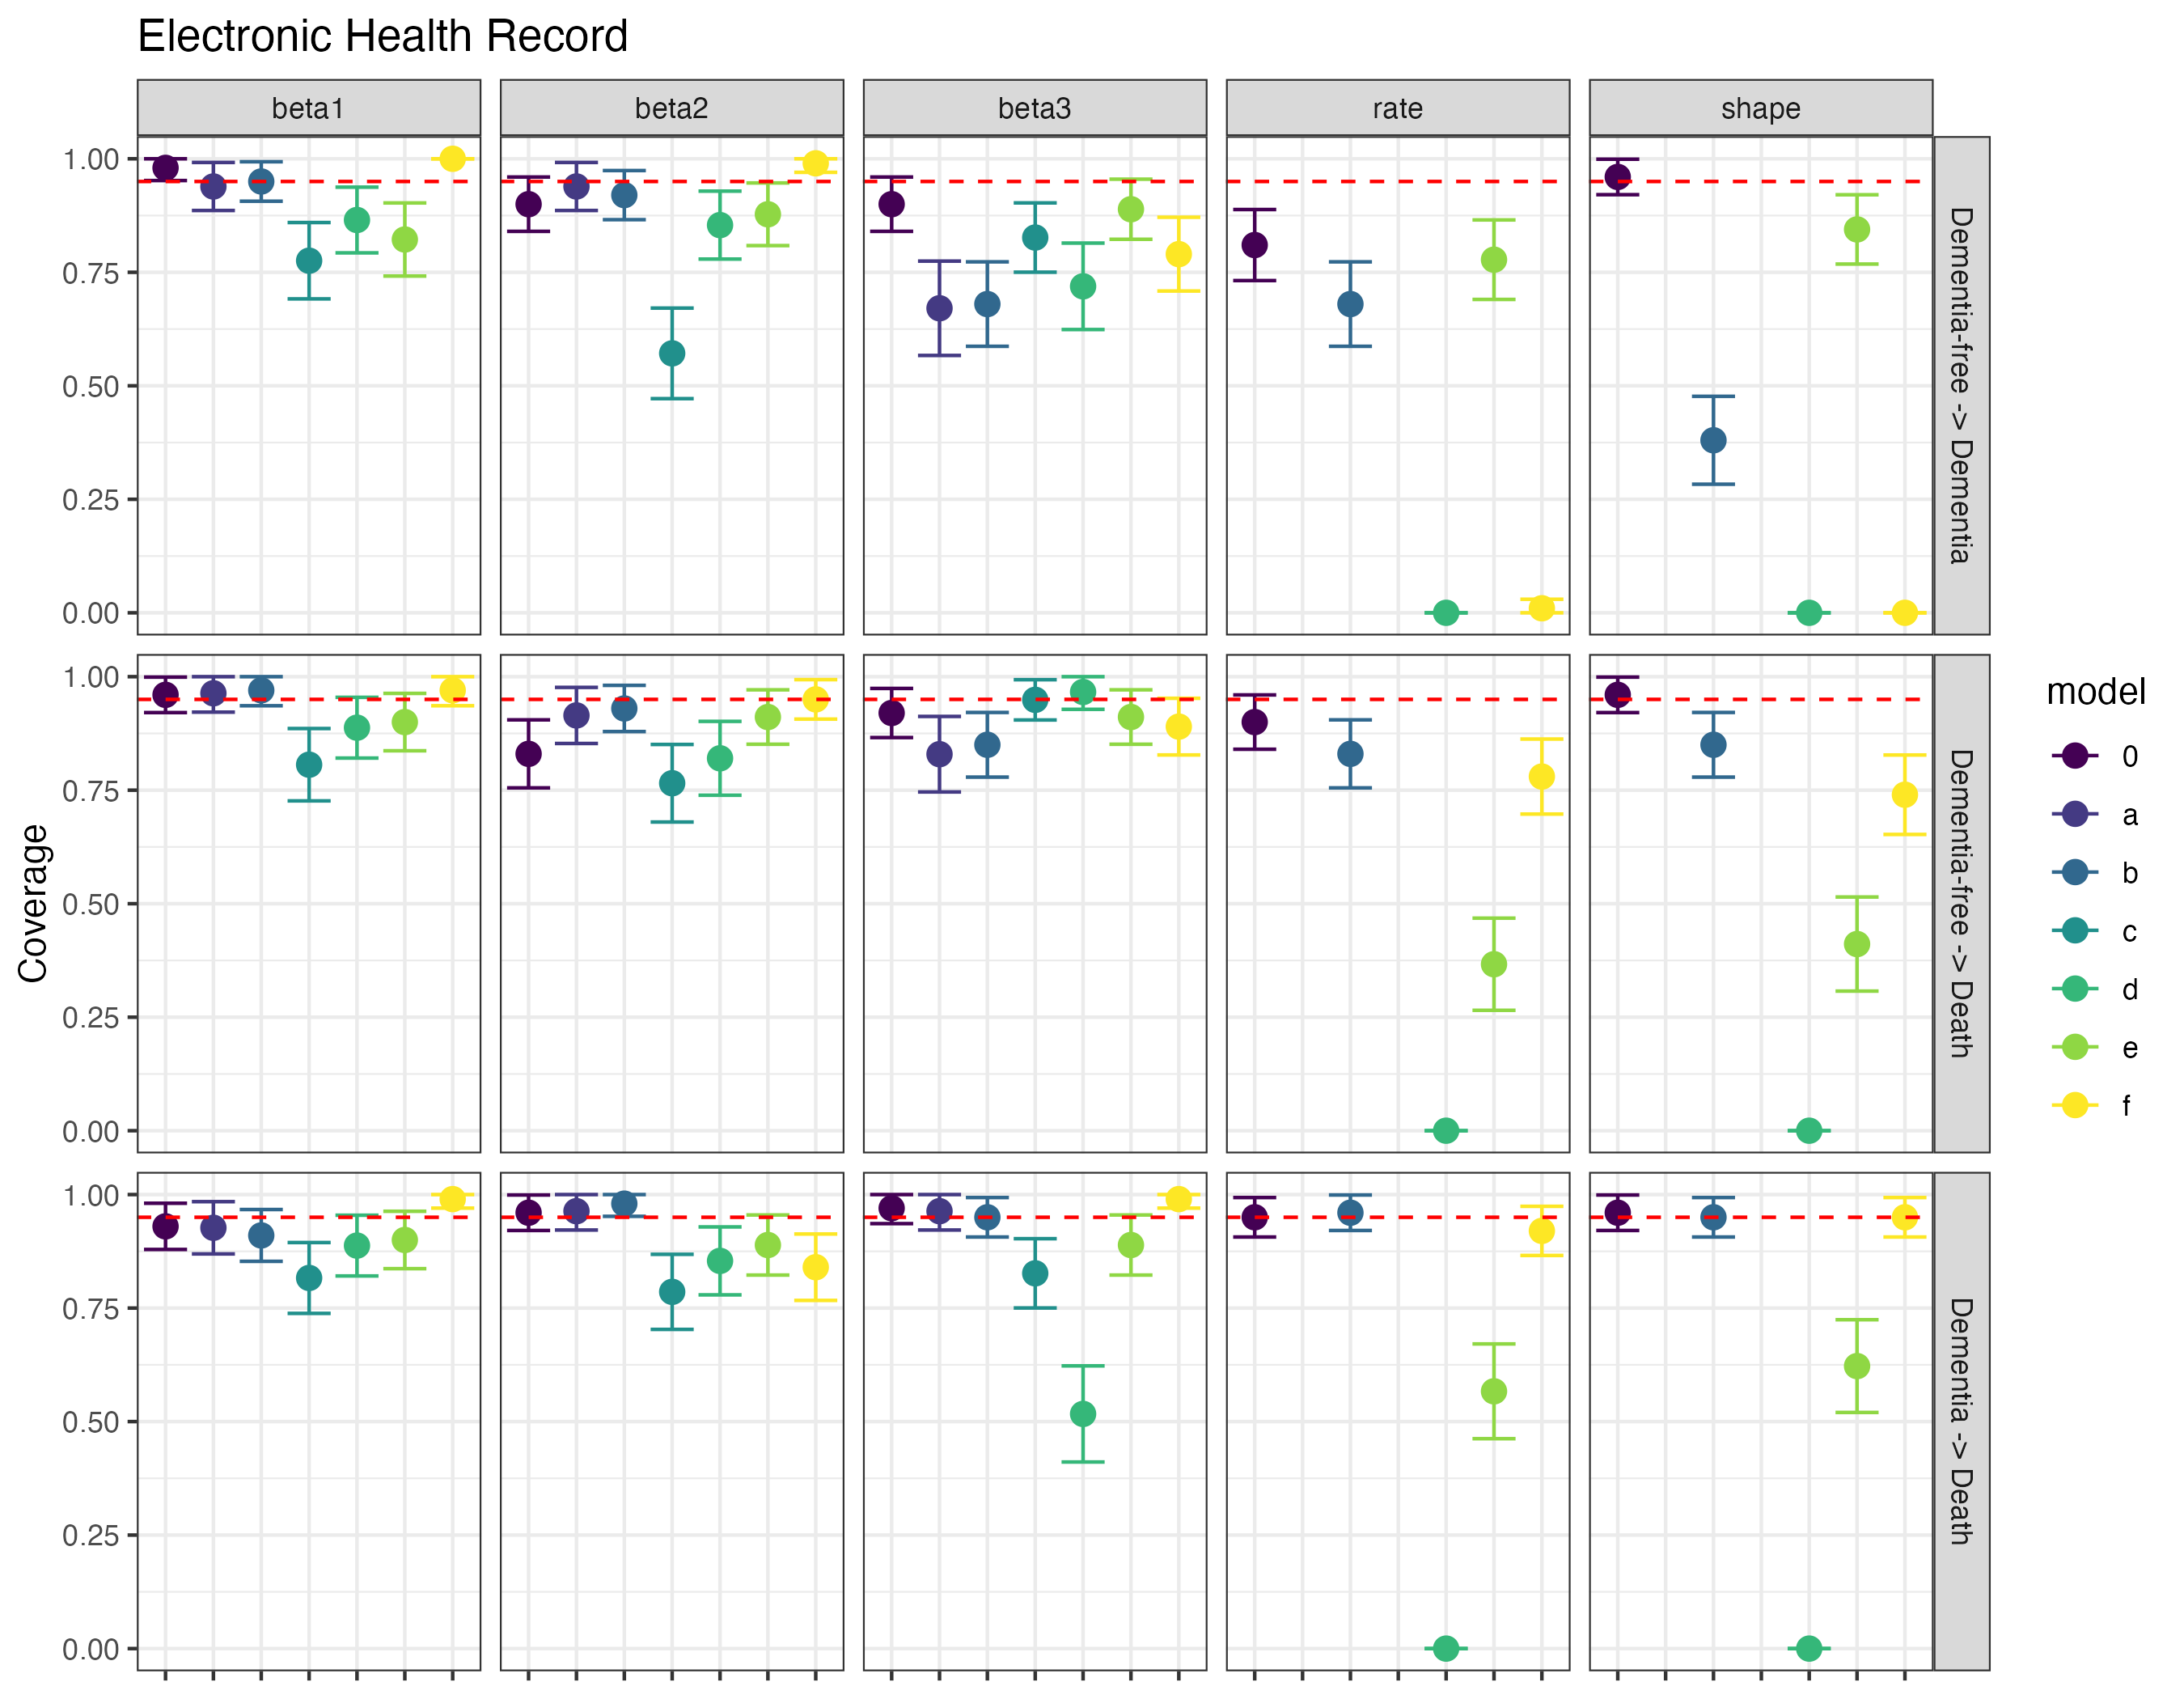 Electronic Health Record
beta1
beta2
beta3
rate
shape
1.00
0.75
0.50
0.25
0.00
Dementia-free -> Dementia
1.00
0.75
0.50
0.25
0.00
Dementia-free -> Death
1.00
0.75
0.50
0.25
0.00
Dementia -> Death
Coverage
model
0
a
b
c
d
e
f